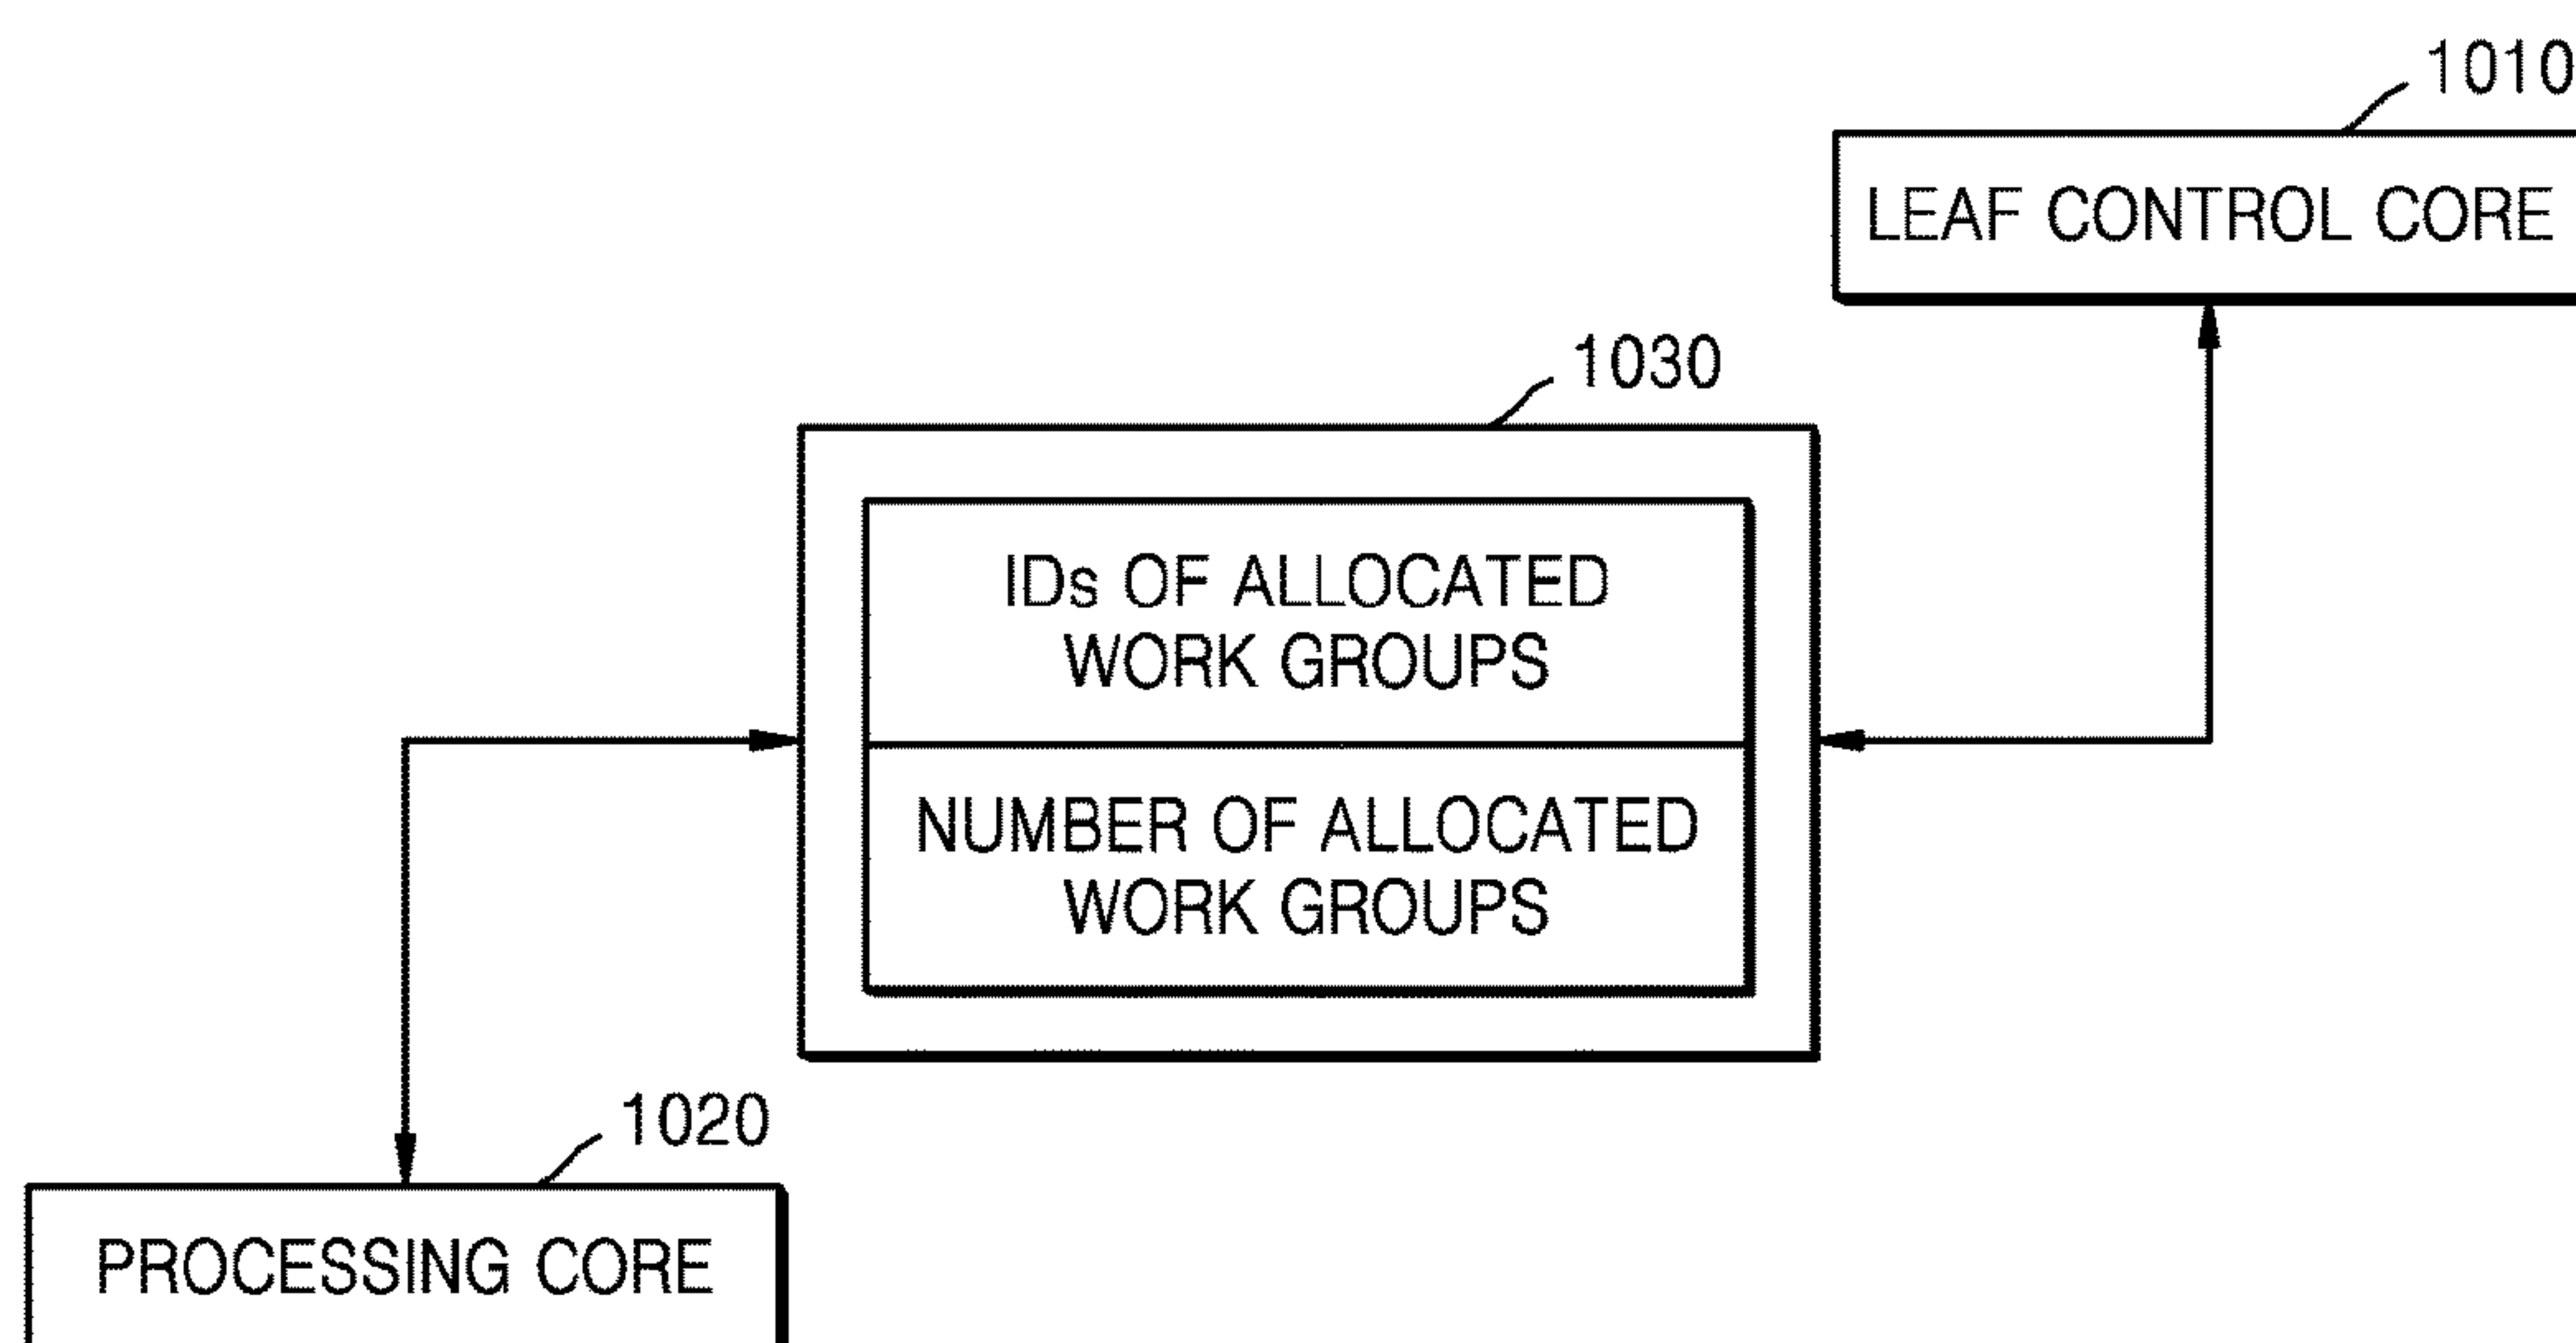 1010
LEAF CONTROL CORE
1030
IDs OF ALLOCATED
WORK GROUPS
NUMBER OF ALLOCATED
WORK GROUPS
1020
PROCESSING CORE